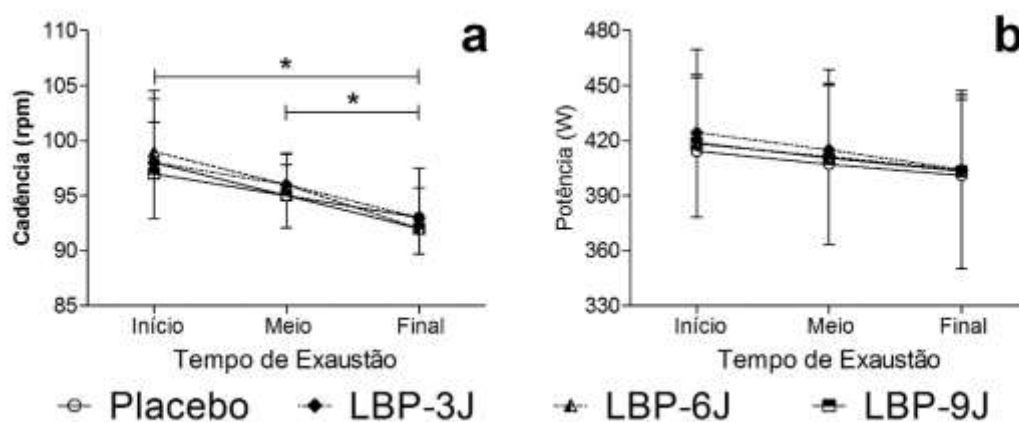 a
b
110
105
100
95
90
85
Cadência (rpm)
*
*
Início Meio Final
Tempo de Exaustão
480
450
420
390
360
330
Potência (W)
Início Meio Final
Tempo de Exaustão
Placebo LBP-3J LBP-6J LBP-9J